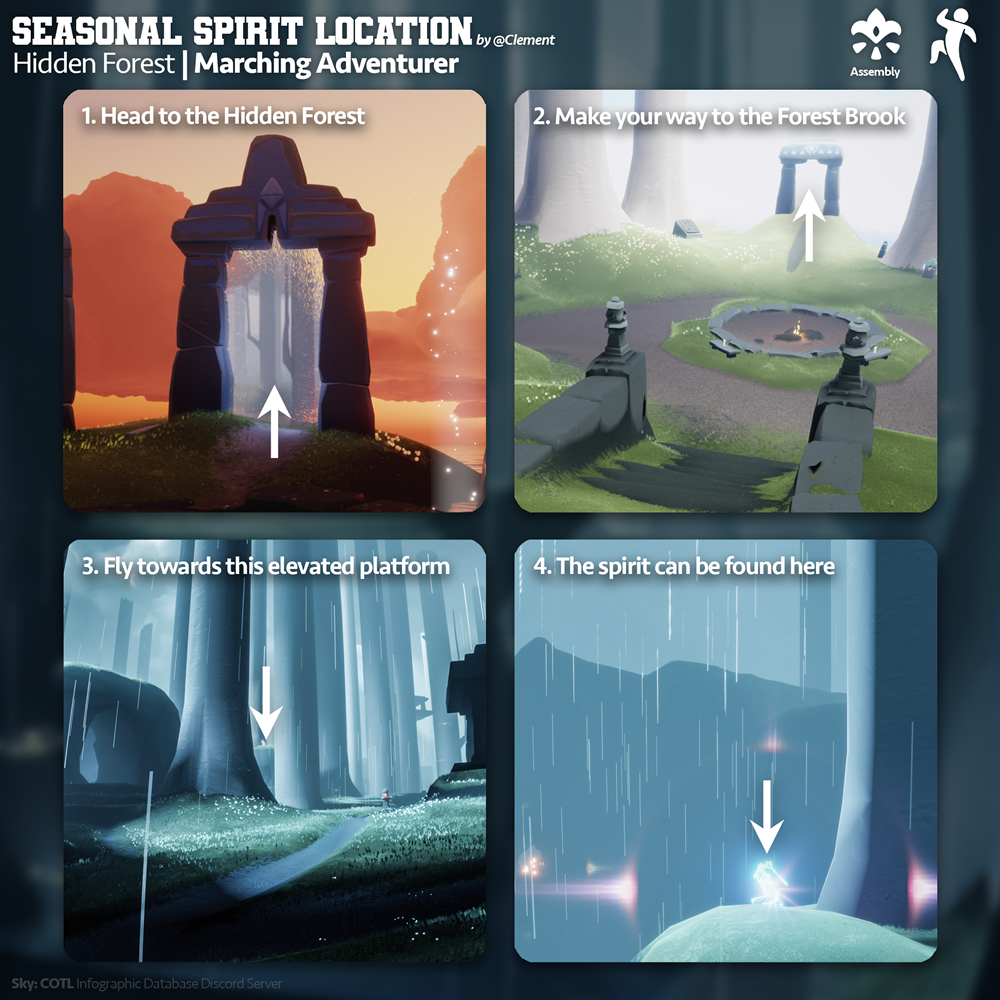 SEASONAL SPIRIT LOCATION by @Clement
Hidden Forest | Marching Adventurer
Assembly
1. Head to the Hidden Forest
2. Make your way to the Forest Brook
3. Fly towards this elevated platform
4. The spirit can be found here
Sky: COTL Infographic Database Discord Server